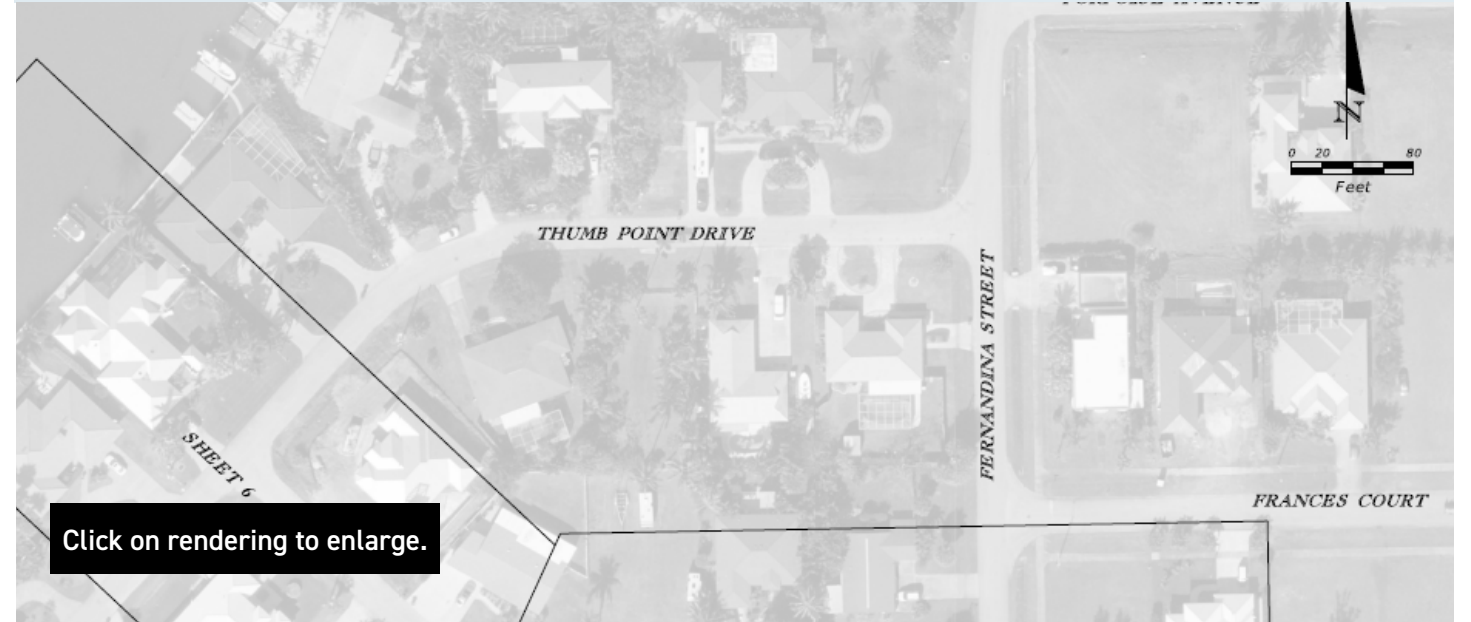 N
0 20 80
Feet
THUMB POINT DRIVE
FERNANDINA STREET
SHEET 6
FRANCES COURT
Click on rendering to enlarge.